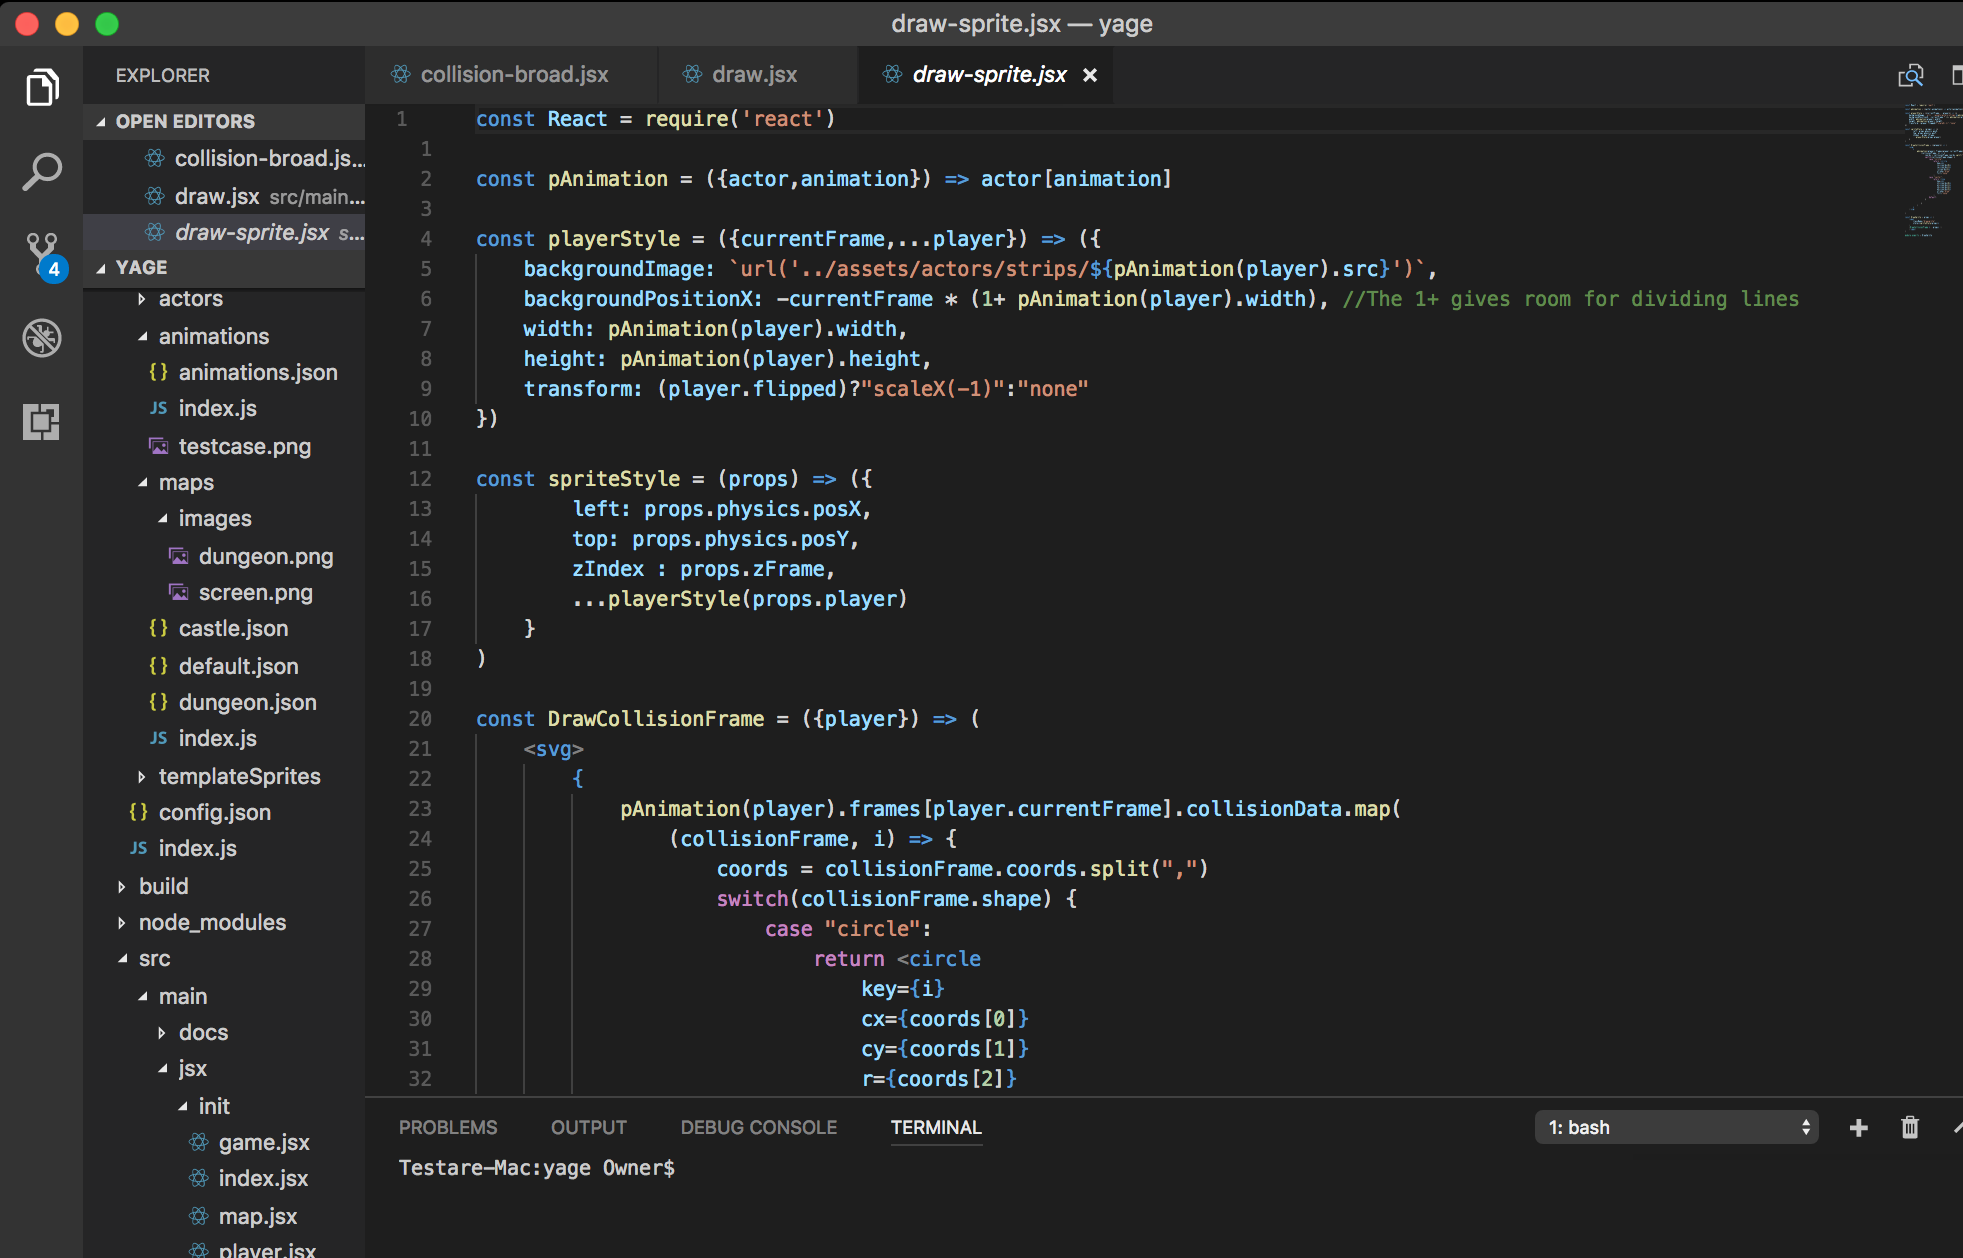 draw-sprite.jsx — yage
EXPLORER
OPEN EDITORS
collision-broad.js...
draw.jsx src/main...
draw-sprite.jsx s...
YAGE
actors
animations
{} animations.json
JS index.js
testcase.png
maps
images
dungeon.png
screen.png
{} castle.json
{} default.json
{} dungeon.json
JS index.js
templateSprites
{} config.json
JS index.js
build
node_modules
src
main
docs
jsx
init
game.jsx
index.jsx
map.jsx
player.jsx
4
collision-broad.jsx
draw.jsx
draw-sprite.jsx ×
1 const React = require('react')
1
2 const pAnimation = ({actor,animation}) => actor[animation]
3
4 const playerStyle = ({currentFrame,...player}) => ({
5 backgroundImage: `url('../assets/actors/strips/${pAnimation(player).src}')`,
6 backgroundPositionX: -currentFrame * (1+ pAnimation(player).width), //The 1+ gives room for dividing lines
7 width: pAnimation(player).width,
8 height: pAnimation(player).height,
9 transform: (player.flipped)?"scaleX(-1)":"none"
10 })
11
12 const spriteStyle = (props) => ({
13 left: props.physics.posX,
14 top: props.physics.posY,
15 zIndex : props.zFrame,
16 ...playerStyle(props.player)
17 }
18 )
19
20 const DrawCollisionFrame = ({player}) => (
21 <svg>
22 {
23 pAnimation(player).frames[player.currentFrame].collisionData.map(
24 (collisionFrame, i) => {
25 coords = collisionFrame.coords.split(",")
26 switch(collisionFrame.shape) {
27 case "circle":
28 return <circle
29 key={i}
30 cx={coords[0]}
31 cy={coords[1]}
32 r={coords[2]}
PROBLEMS OUTPUT DEBUG CONSOLE TERMINAL 1: bash
Testare-Mac:yage Owner$